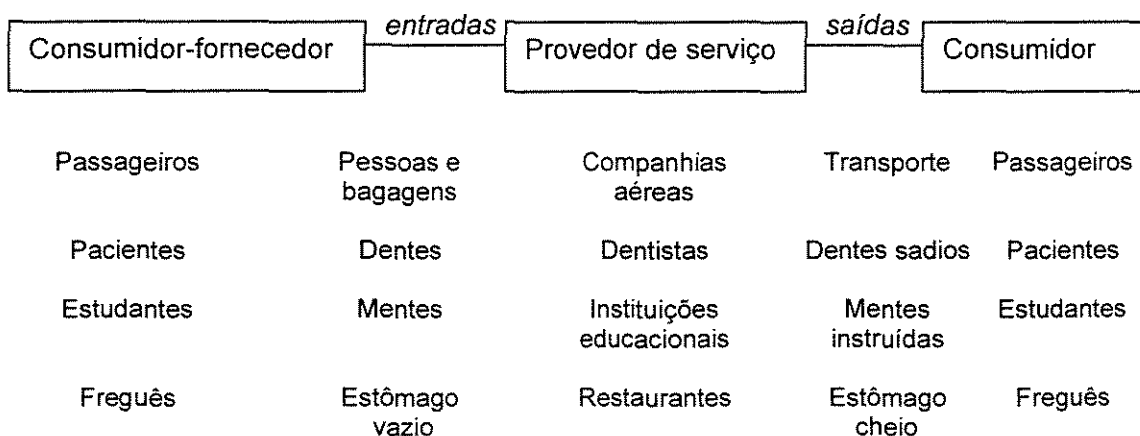 entradas saídas
Consumidor-fornecedor Provedor de serviço Consumidor
Passageiros Pessoas e Companhias Transporte Passageiros
bagagens aéreas
Pacientes Dentes Dentistas Dentes sadios Pacientes
Estudantes Mentes Instituições Mentes Estudantes
educacionais instruídas
Freguês Estômago Restaurantes Estômago Freguês
vazio cheio